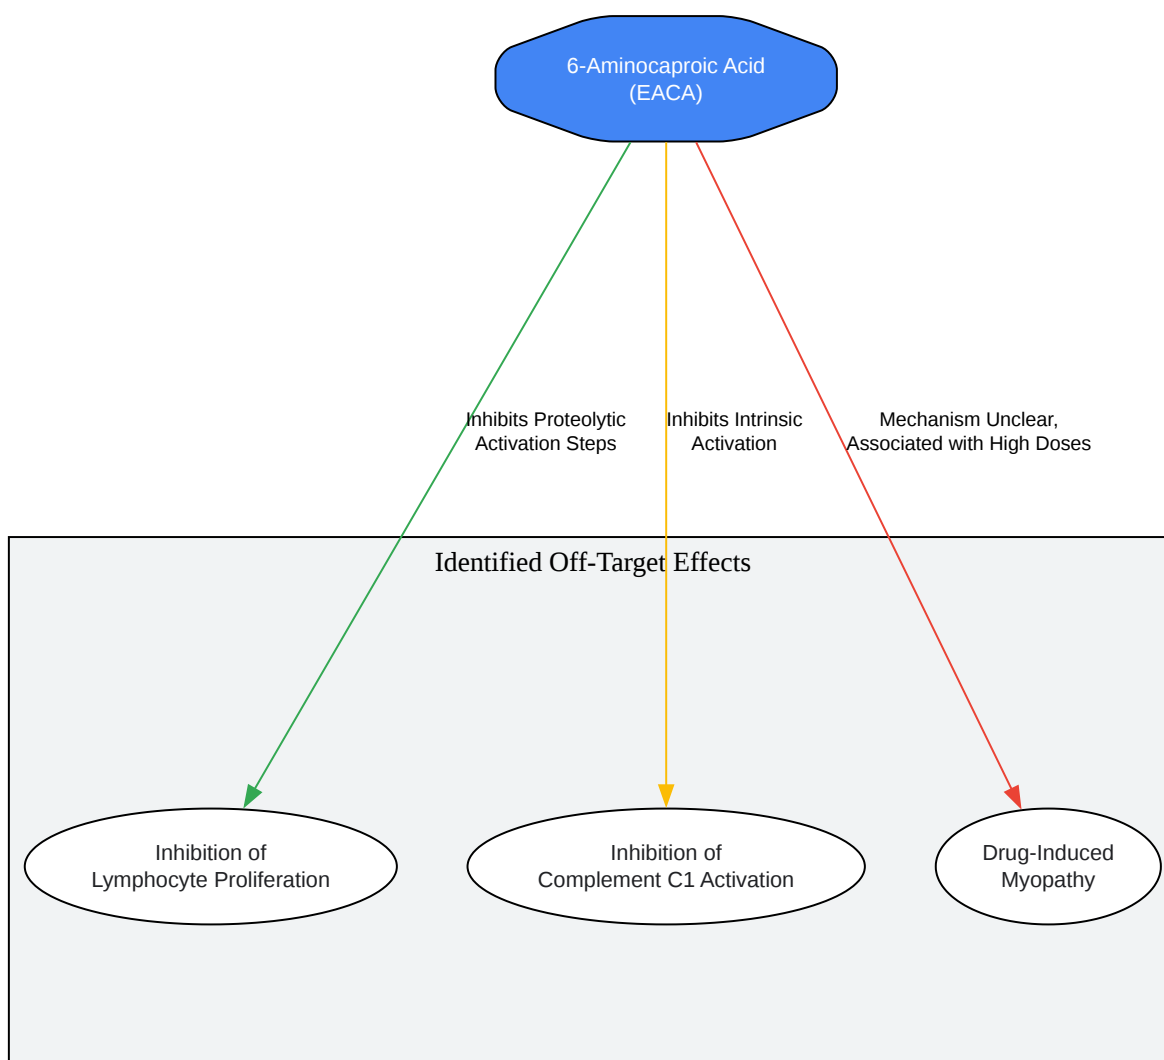 6-Aminocaproic Acid
(EACA)
Inhibits Proteolytic
Activation Steps
Inhibits Intrinsic
Activation
Mechanism Unclear,
Associated with High Doses
Identified Off-Target Effects
Inhibition of
Lymphocyte Proliferation
Inhibition of
Complement C1 Activation
Drug-Induced
Myopathy